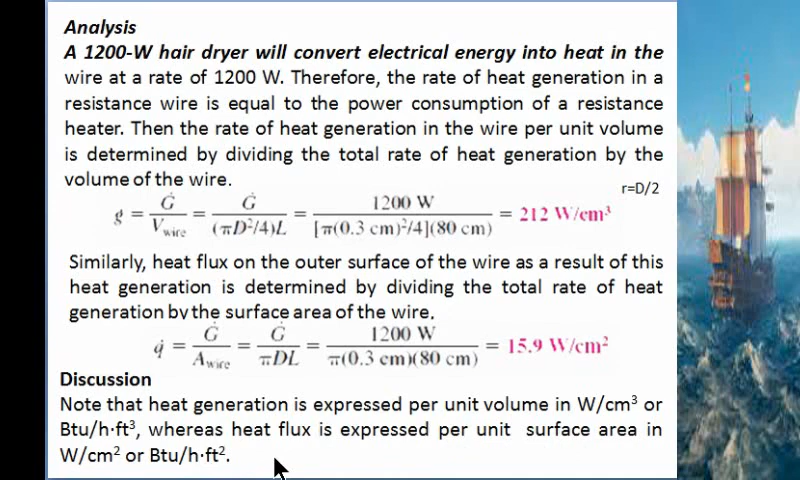 Analysis
A 1200-W hair dryer will convert electrical energy into heat in the
wire at a rate of 1200 W. Therefore, the rate of heat generation in a
resistance wire is equal to the power consumption of a resistance
heater. Then the rate of heat generation in the wire per unit volume
is determined by dividing the total rate of heat generation by the
volume of the wire.
r=D/2
g = Ġ/V_wire = Ġ/(πD²/4)L = 1200 W/[π(0.3 cm)²/4](80 cm) = 212 W/cm³
Similarly, heat flux on the outer surface of the wire as a result of this
heat generation is determined by dividing the total rate of heat
generation by the surface area of the wire.
q̇ = Ġ/A_wire = Ġ/πDL = 1200 W/π(0.3 cm)(80 cm) = 15.9 W/cm²
Discussion
Note that heat generation is expressed per unit volume in W/cm³ or
Btu/h·ft³, whereas heat flux is expressed per unit surface area in
W/cm² or Btu/h·ft².